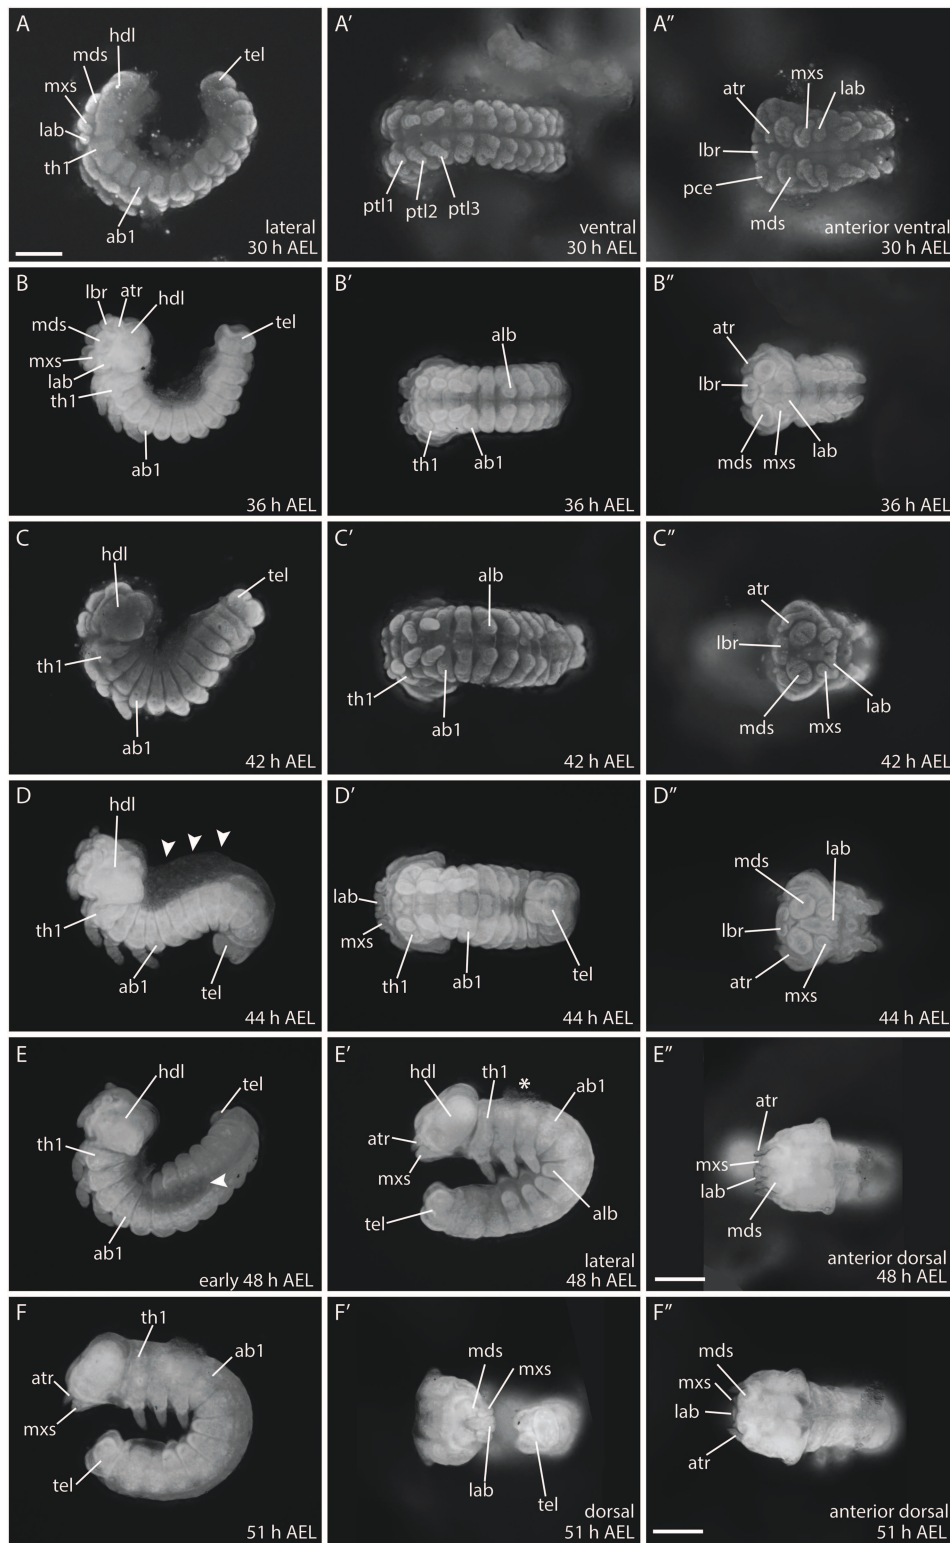 A
hdl
mds
tel
mxs
lab
th1
ab1
lateral
30 h AEL
A′
ptl1
ptl2
ptl3
ventral
30 h AEL
A″
mxs
atr
lab
lbr
pce
mds
anterior ventral
30 h AEL
B
lbr atr
hdl
mds
tel
mxs
lab
th1
ab1
36 h AEL
B′
alb
th1
ab1
36 h AEL
B″
atr
lbr
lab
mds mxs
36 h AEL
C
hdl
tel
th1
ab1
42 h AEL
C′
alb
th1
ab1
42 h AEL
C″
atr
lbr
lab
mds
mxs
42 h AEL
D
hdl
th1
ab1
tel
44 h AEL
D′
lab
mxs
th1
ab1
tel
44 h AEL
D″
lab
mds
lbr
atr
mxs
44 h AEL
E
hdl
tel
th1
ab1
early 48 h AEL
E′
hdl
th1
*
ab1
atr
mxs
tel
alb
lateral
48 h AEL
E″
atr
mxs
lab
mds
anterior dorsal
48 h AEL
F
th1
ab1
atr
mxs
tel
51 h AEL
F′
mds
mxs
lab
tel
dorsal
51 h AEL
F″
mds
mxs
lab
atr
anterior dorsal
51 h AEL